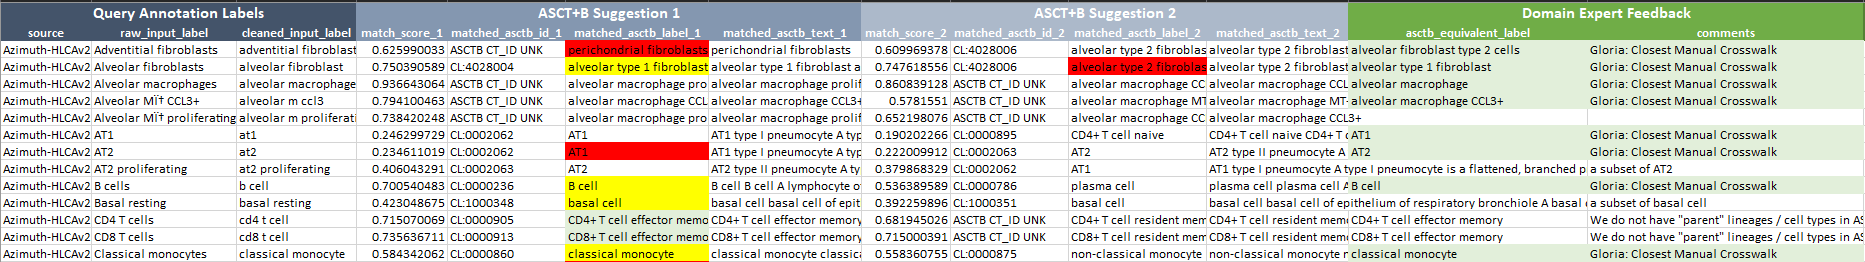 Query Annotation Labels ASCT+B Suggestion 1 ASCT+B Suggestion 2 Domain Expert Feedback
source raw_input_label cleaned_input_label match_score_1 matched_asctb_id_1 matched_asctb_label_1 matched_asctb_text_1 match_score_2 matched_asctb_id_2 matched_asctb_label_2 matched_asctb_text_2 asctb_equivalent_label comments
Azimuth-HLCAv2 Adventitial fibroblasts adventitial fibroblast 0.625990033 ASCTB CT_ID UNK perichondrial fibroblasts perichondrial fibroblasts 0.609969378 CL:4028006 alveolar type 2 fibroblas alveolar type 2 fibroblast alveolar fibroblast type 2 cells Gloria: Closest Manual Crosswalk
Azimuth-HLCAv2 Alveolar fibroblasts alveolar fibroblast 0.750390589 CL:4028004 alveolar type 1 fibroblast alveolar type 1 fibroblast a 0.747618556 CL:4028006 alveolar type 2 fibroblas alveolar type 2 fibroblast alveolar type 1 fibroblast Gloria: Closest Manual Crosswalk
Azimuth-HLCAv2 Alveolar macrophages alveolar macrophage 0.936643064 ASCTB CT_ID UNK alveolar macrophage pro alveolar macrophage prolif 0.860839128 ASCTB CT_ID UNK alveolar macrophage CC alveolar macrophage CCL alveolar macrophage Gloria: Closest Manual Crosswalk
Azimuth-HLCAv2 Alveolar MÏ† CCL3+ alveolar m ccl3 0.794100463 ASCTB CT_ID UNK alveolar macrophage CCL alveolar macrophage CCL3+ 0.5781551 ASCTB CT_ID UNK alveolar macrophage MT alveolar macrophage MT- alveolar macrophage CCL3+ Gloria: Closest Manual Crosswalk
Azimuth-HLCAv2 Alveolar MÏ† proliferating alveolar m proliferati 0.738420248 ASCTB CT_ID UNK alveolar macrophage pro alveolar macrophage prolif 0.652198076 ASCTB CT_ID UNK alveolar macrophage CC alveolar macrophage CCL3+
Azimuth-HLCAv2 AT1 at1 0.246299729 CL:0002062 AT1 AT1 type I pneumocyte A typ 0.190202266 CL:0000895 CD4+ T cell naive CD4+ T cell naive CD4+ T c AT1 Gloria: Closest Manual Crosswalk
Azimuth-HLCAv2 AT2 at2 0.234611019 CL:0002062 AT1 AT1 type I pneumocyte A typ 0.222009912 CL:0002063 AT2 AT2 type II pneumocyte A AT2 Gloria: Closest Manual Crosswalk
Azimuth-HLCAv2 AT2 proliferating at2 proliferating 0.406043291 CL:0002063 AT2 AT2 type II pneumocyte A ty 0.379868329 CL:0002062 AT1 AT1 type I pneumocyte A type I pneumocyte is a flattened, branched p a subset of AT2
Azimuth-HLCAv2 B cells b cell 0.700540483 CL:0000236 B cell B cell B cell A lymphocyte o 0.536389589 CL:0000786 plasma cell plasma cell plasma cell A B cell Gloria: Closest Manual Crosswalk
Azimuth-HLCAv2 Basal resting basal resting 0.423048675 CL:1000348 basal cell basal cell basal cell of epit 0.392259896 CL:1000351 basal cell basal cell basal cell of epithelium of respiratory bronchiole A basal a subset of basal cell
Azimuth-HLCAv2 CD4 T cells cd4 t cell 0.715070069 CL:0000905 CD4+ T cell effector memo CD4+ T cell effector memo 0.681945026 ASCTB CT_ID UNK CD4+ T cell resident mem CD4+ T cell resident mem CD4+ T cell effector memory We do not have "parent" lineages / cell types in AS
Azimuth-HLCAv2 CD8 T cells cd8 t cell 0.735636711 CL:0000913 CD8+ T cell effector memo CD8+ T cell effector memo 0.715000391 ASCTB CT_ID UNK CD8+ T cell resident mem CD8+ T cell resident mem CD8+ T cell effector memory We do not have "parent" lineages / cell types in AS
Azimuth-HLCAv2 Classical monocytes classical monocyte 0.584342062 CL:0000860 classical monocyte classical monocyte classic 0.558360755 CL:0000875 non-classical monocyte non-classical monocyte n classical monocyte Gloria: Closest Manual Crosswalk